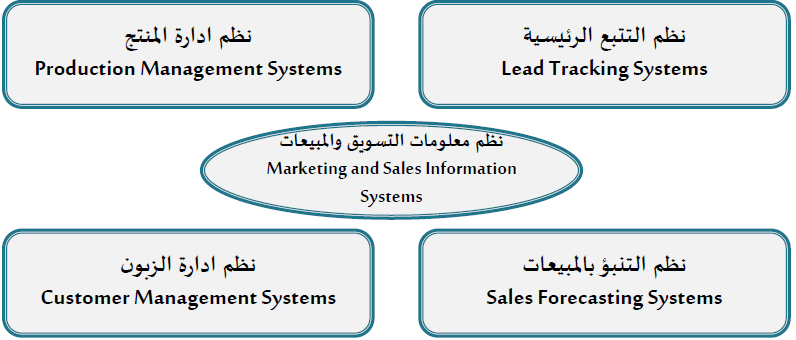 نظم ادارة المنتج
Production Management Systems
نظم التتبع الرئيسية
Lead Tracking Systems
نظم معلومات التسويق والمبيعات
Marketing and Sales Information
Systems
نظم ادارة الزبون
Customer Management Systems
نظم التنبؤ بالمبيعات
Sales Forecasting Systems